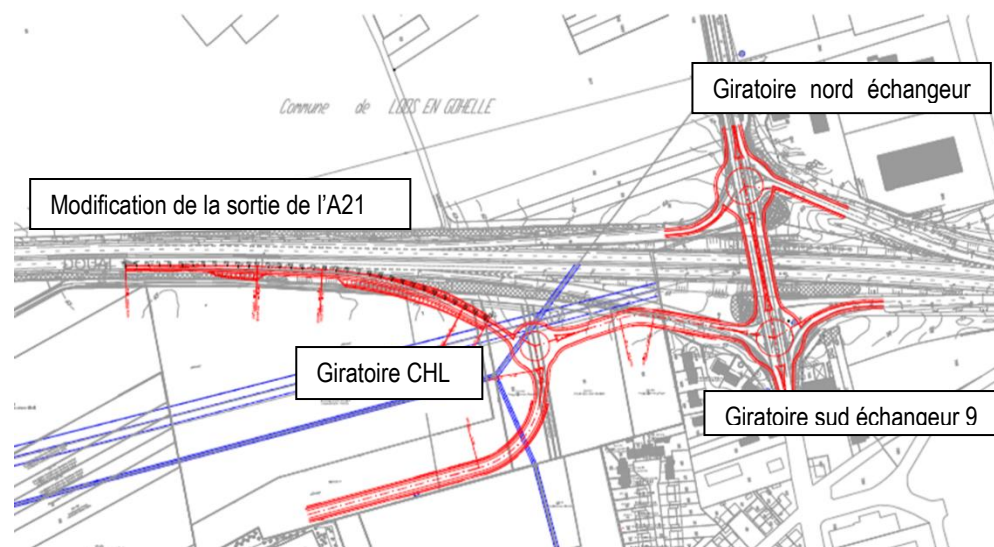 Giratoire nord échangeur
Commune de LOOS EN GOHELLE
Modification de la sortie de l'A21
Giratoire CHL
Giratoire sud échangeur 9